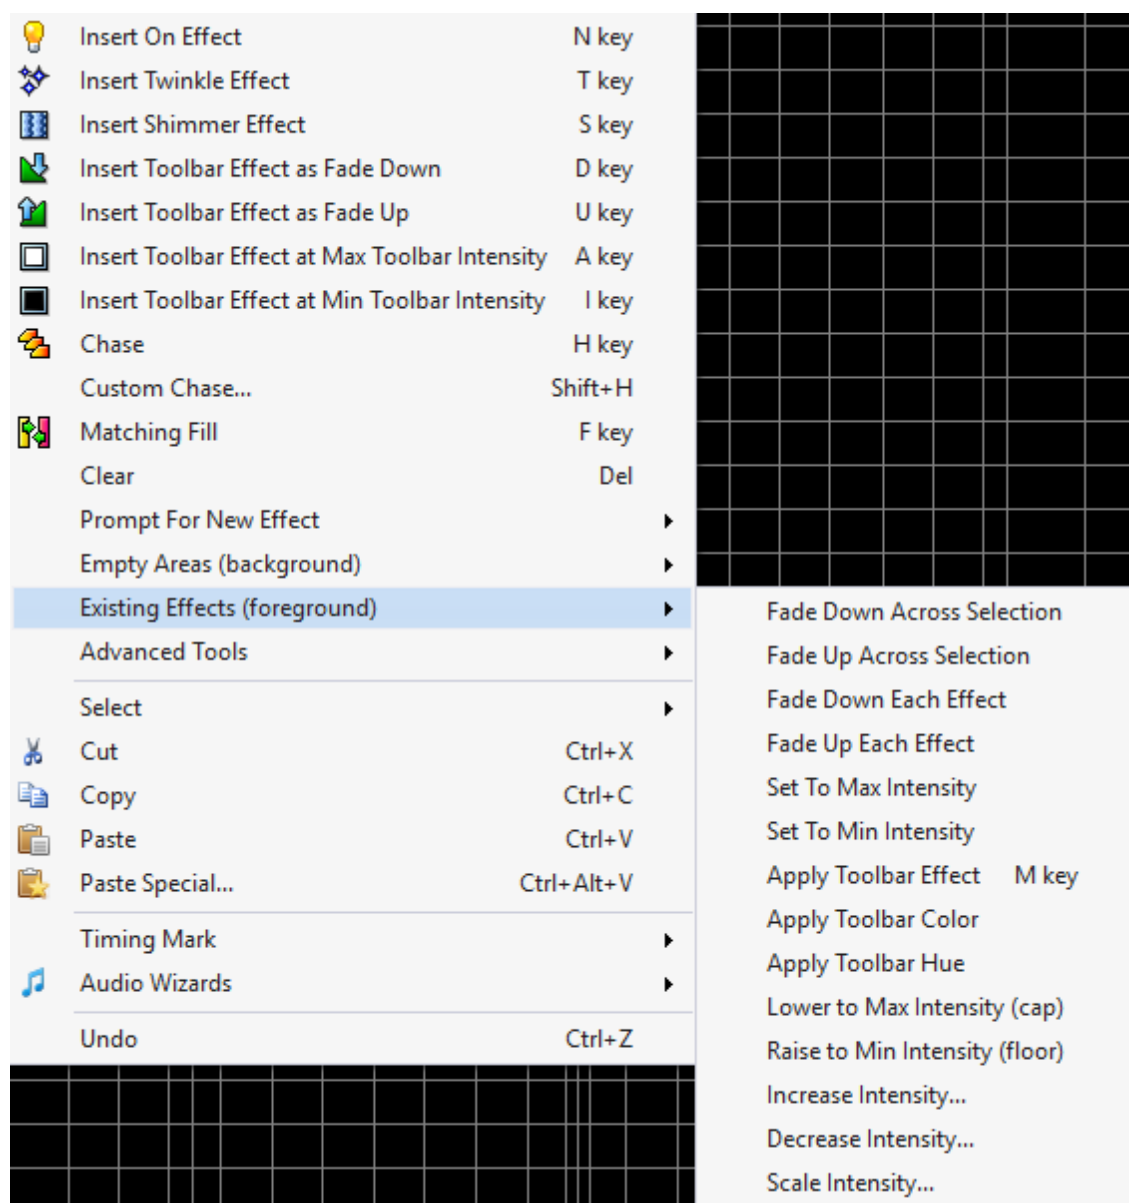 Insert On Effect N key
Insert Twinkle Effect T key
Insert Shimmer Effect S key
Insert Toolbar Effect as Fade Down D key
Insert Toolbar Effect as Fade Up U key
Insert Toolbar Effect at Max Toolbar Intensity A key
Insert Toolbar Effect at Min Toolbar Intensity I key
Chase H key
Custom Chase... Shift+H
Matching Fill F key
Clear Del
Prompt For New Effect
Empty Areas (background)
Existing Effects (foreground)
Advanced Tools
Select
Cut Ctrl+X
Copy Ctrl+C
Paste Ctrl+V
Paste Special... Ctrl+Alt+V
Timing Mark
Audio Wizards
Undo Ctrl+Z
Fade Down Across Selection
Fade Up Across Selection
Fade Down Each Effect
Fade Up Each Effect
Set To Max Intensity
Set To Min Intensity
Apply Toolbar Effect M key
Apply Toolbar Color
Apply Toolbar Hue
Lower to Max Intensity (cap)
Raise to Min Intensity (floor)
Increase Intensity...
Decrease Intensity...
Scale Intensity...